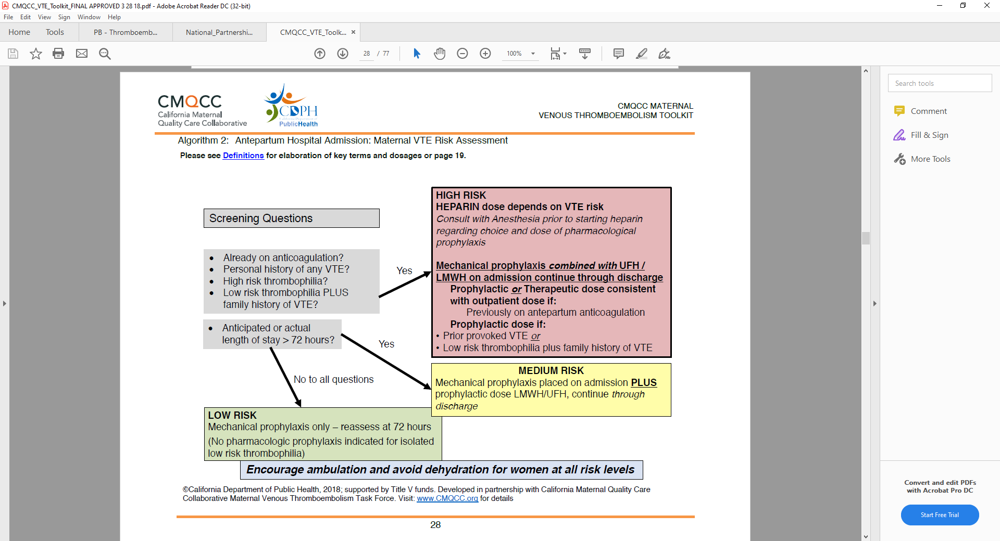 CMQCC_VTE_Toolkit_FINAL APPROVED 3 28 18.pdf - Adobe Acrobat Reader DC (32-bit)
File Edit View Sign Window Help
Home Tools PB - Thromboemb... National_Partnershi... CMQCC_VTE_Toolk... ×
28 / 77 100%
Search tools
Comment
Fill & Sign
More Tools
Convert and edit PDFs
with Acrobat Pro DC
Start Free Trial
CMQCC
California Maternal
Quality Care Collaborative
CDPH
California Department of
PublicHealth
CMQCC MATERNAL
VENOUS THROMBOEMBOLISM TOOLKIT
Algorithm 2: Antepartum Hospital Admission: Maternal VTE Risk Assessment
Please see Definitions for elaboration of key terms and dosages or page 19.
Screening Questions
• Already on anticoagulation?
• Personal history of any VTE?
• High risk thrombophilia?
• Low risk thrombophilia PLUS
family history of VTE?
Yes
• Anticipated or actual
length of stay > 72 hours?
Yes
No to all questions
HIGH RISK
HEPARIN dose depends on VTE risk
Consult with Anesthesia prior to starting heparin
regarding choice and dose of pharmacological
prophylaxis
Mechanical prophylaxis combined with UFH /
LMWH on admission continue through discharge
Prophylactic or Therapeutic dose consistent
with outpatient dose if:
Previously on antepartum anticoagulation
Prophylactic dose if:
• Prior provoked VTE or
• Low risk thrombophilia plus family history of VTE
MEDIUM RISK
Mechanical prophylaxis placed on admission PLUS
prophylactic dose LMWH/UFH, continue through
discharge
LOW RISK
Mechanical prophylaxis only – reassess at 72 hours
(No pharmacologic prophylaxis indicated for isolated
low risk thrombophilia)
Encourage ambulation and avoid dehydration for women at all risk levels
©California Department of Public Health, 2018; supported by Title V funds. Developed in partnership with California Maternal Quality Care
Collaborative Maternal Venous Thromboembolism Task Force. Visit: www.CMQCC.org for details
28